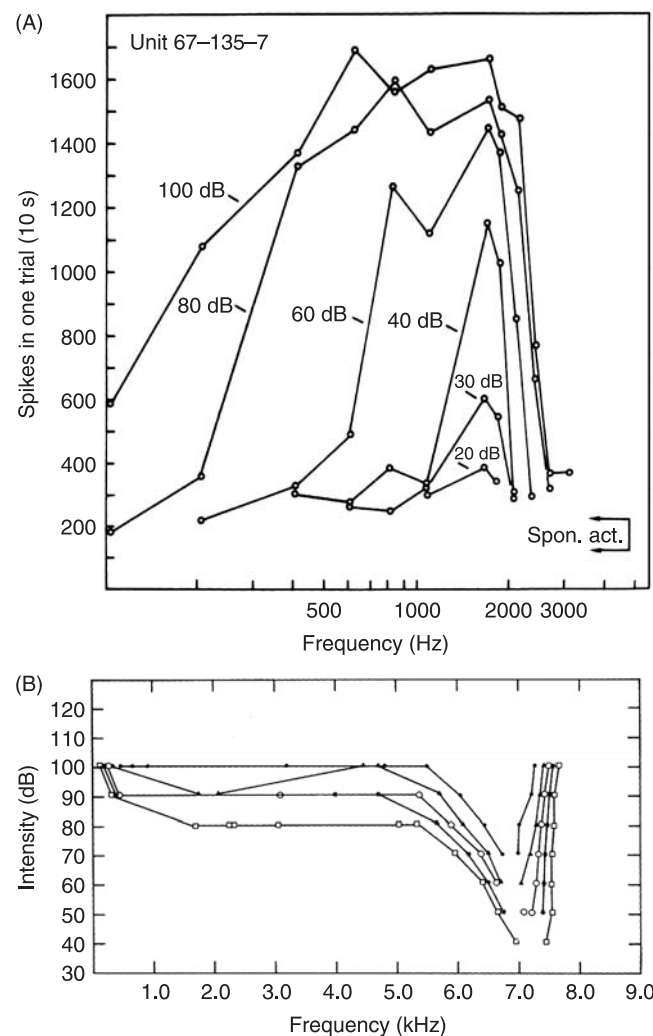 (A)
Unit 67–135–7
1600
1400
1200
1000
800
600
400
200
Spikes in one trial (10 s)
100 dB
80 dB
60 dB
40 dB
30 dB
20 dB
Spon. act.
500 1000 2000 3000
Frequency (Hz)
(B)
120
110
100
90
80
70
60
50
40
30
Intensity (dB)
1.0 2.0 3.0 4.0 5.0 6.0 7.0 8.0 9.0
Frequency (kHz)